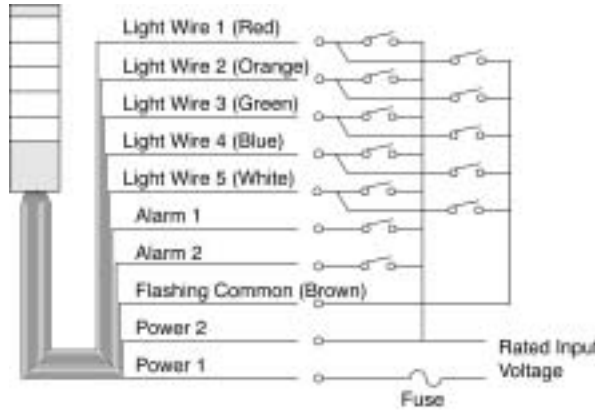 Light Wire 1 (Red)
Light Wire 2 (Orange)
Light Wire 3 (Green)
Light Wire 4 (Blue)
Light Wire 5 (White)
Alarm 1
Alarm 2
Flashing Common (Brown)
Power 2
Power 1
Rated Input
Voltage
Fuse